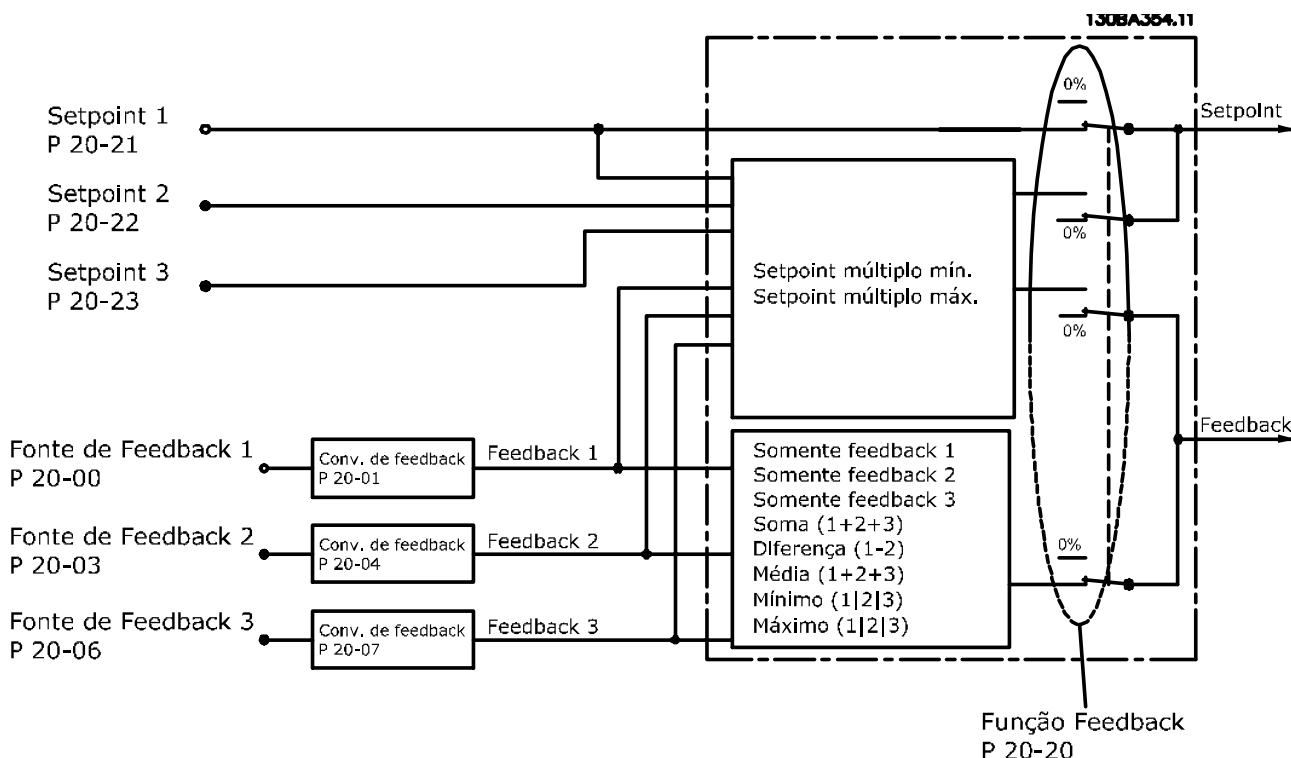 130BA354.11
Setpoint 1
P 20-21
Setpoint 2
P 20-22
Setpoint 3
P 20-23
0%
Setpoint
0%
Setpoint múltiplo mín.
Setpoint múltiplo máx.
0%
Fonte de Feedback 1
P 20-00
Conv. de feedback
P 20-01
Feedback 1
Fonte de Feedback 2
P 20-03
Conv. de feedback
P 20-04
Feedback 2
Fonte de Feedback 3
P 20-06
Conv. de feedback
P 20-07
Feedback 3
Somente feedback 1
Somente feedback 2
Somente feedback 3
Soma (1+2+3)
Diferença (1-2)
Média (1+2+3)
Mínimo (1|2|3)
Máximo (1|2|3)
0%
Feedback
Função Feedback
P 20-20